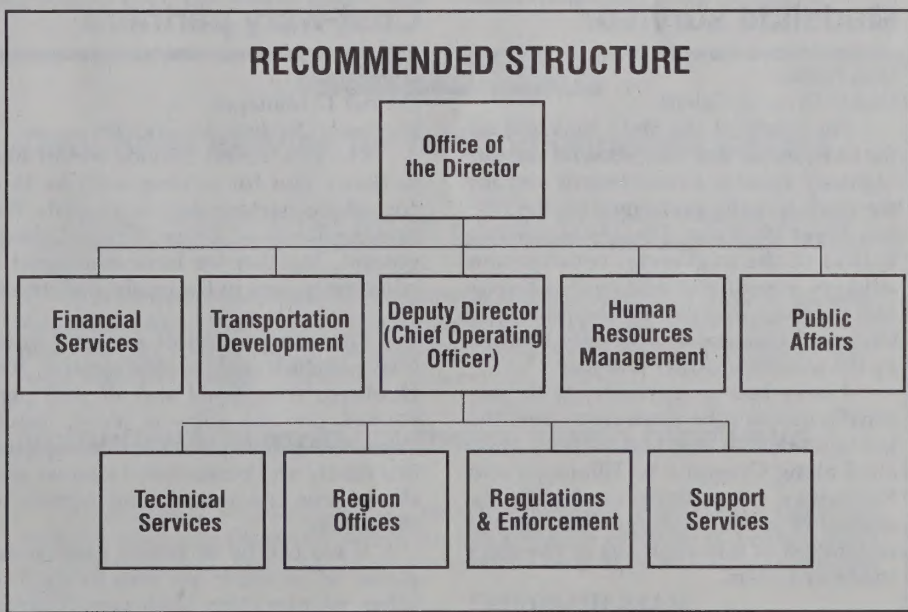 RECOMMENDED STRUCTURE
Office of
the Director
Financial
Services
Transportation
Development
Deputy Director
(Chief Operating
Officer)
Human
Resources
Management
Public
Affairs
Technical
Services
Region
Offices
Regulations
& Enforcement
Support
Services